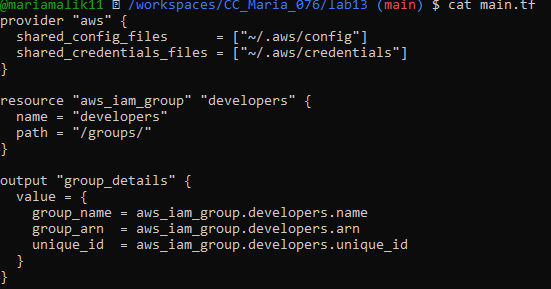 @mariamalik11 /workspaces/CC_Maria_076/lab13 (main) $ cat main.tf
provider "aws" {
  shared_config_files      = ["~/.aws/config"]
  shared_credentials_files = ["~/.aws/credentials"]
}

resource "aws_iam_group" "developers" {
  name = "developers"
  path = "/groups/"
}

output "group_details" {
  value = {
    group_name = aws_iam_group.developers.name
    group_arn  = aws_iam_group.developers.arn
    unique_id  = aws_iam_group.developers.unique_id
  }
}